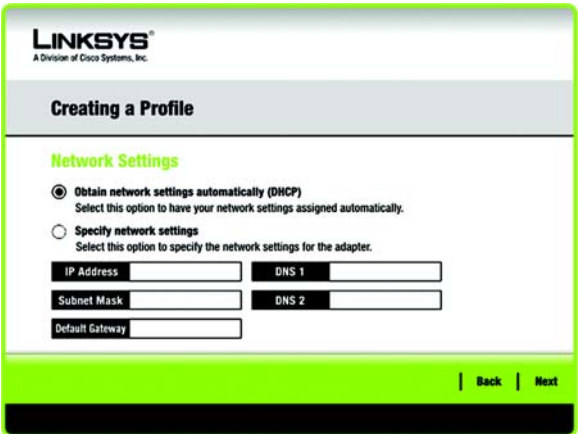 LINKSYS®
A Division of Cisco Systems, Inc.
Creating a Profile
Network Settings
Obtain network settings automatically (DHCP)
Select this option to have your network settings assigned automatically.
Specify network settings
Select this option to specify the network settings for the adapter.
IP Address DNS 1
Subnet Mask DNS 2
Default Gateway
Back Next